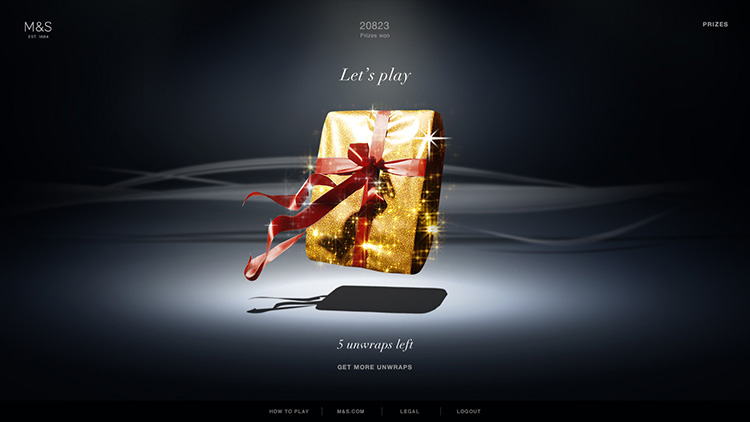 M&S
EST. 1884
20823
Prizes won
PRIZES
Let's play
5 unwraps left
GET MORE UNWRAPS
HOW TO PLAY
M&S.COM
LEGAL
LOGOUT